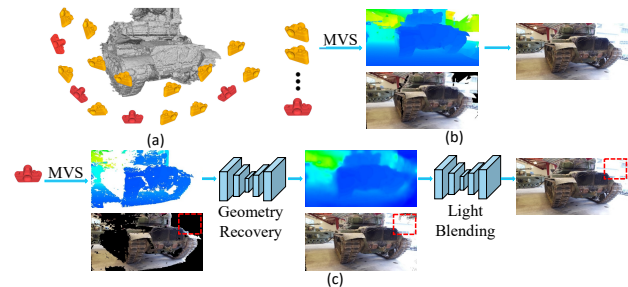 MVS
(a)
(b)
MVS
Geometry
Recovery
Light
Blending
(c)